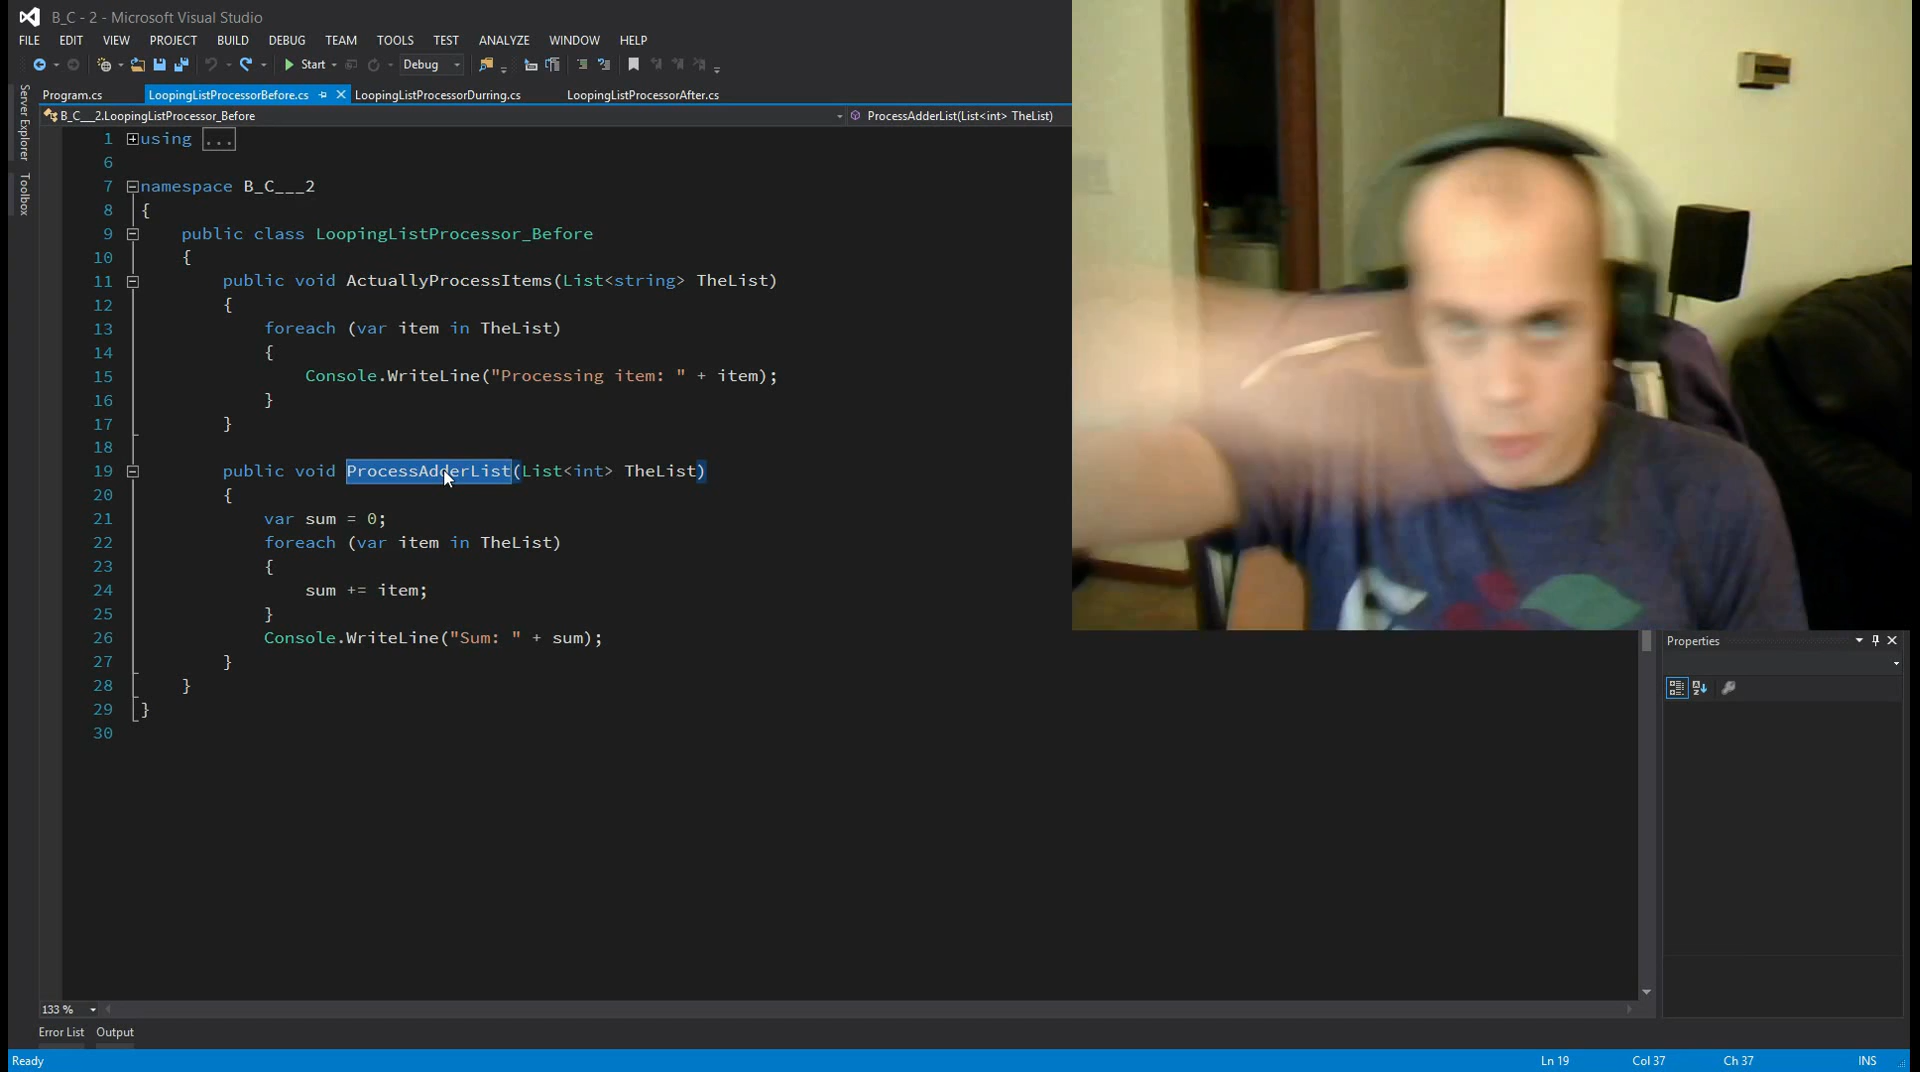 B_C - 2 - Microsoft Visual Studio
FILE EDIT VIEW PROJECT BUILD DEBUG TEAM TOOLS TEST ANALYZE WINDOW HELP
Start Debug
Server Explorer
Toolbox
Program.cs LoopingListProcessorBefore.cs LoopingListProcessorDurring.cs LoopingListProcessorAfter.cs
B_C___2.LoopingListProcessor_Before ProcessAdderList(List<int> TheList)
1 using ...
6
7 namespace B_C___2
8 {
9 public class LoopingListProcessor_Before
10 {
11 public void ActuallyProcessItems(List<string> TheList)
12 {
13 foreach (var item in TheList)
14 {
15 Console.WriteLine("Processing item: " + item);
16 }
17 }
18
19 public void ProcessAdderList(List<int> TheList)
20 {
21 var sum = 0;
22 foreach (var item in TheList)
23 {
24 sum += item;
25 }
26 Console.WriteLine("Sum: " + sum);
27 }
28 }
29 }
30
Properties
133 %
Error List Output
Ready Ln 19 Col 37 Ch 37 INS